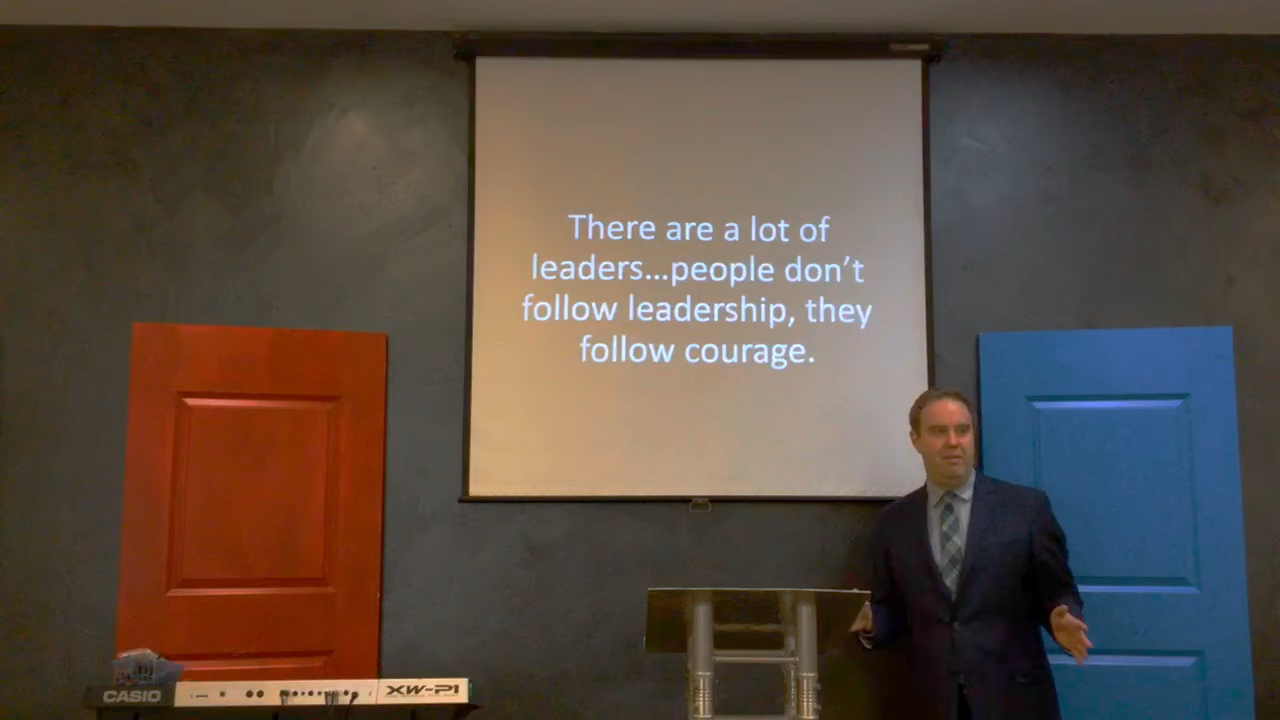 There are a lot of
leaders...people don't
follow leadership, they
follow courage.
CASIO
XW-P1